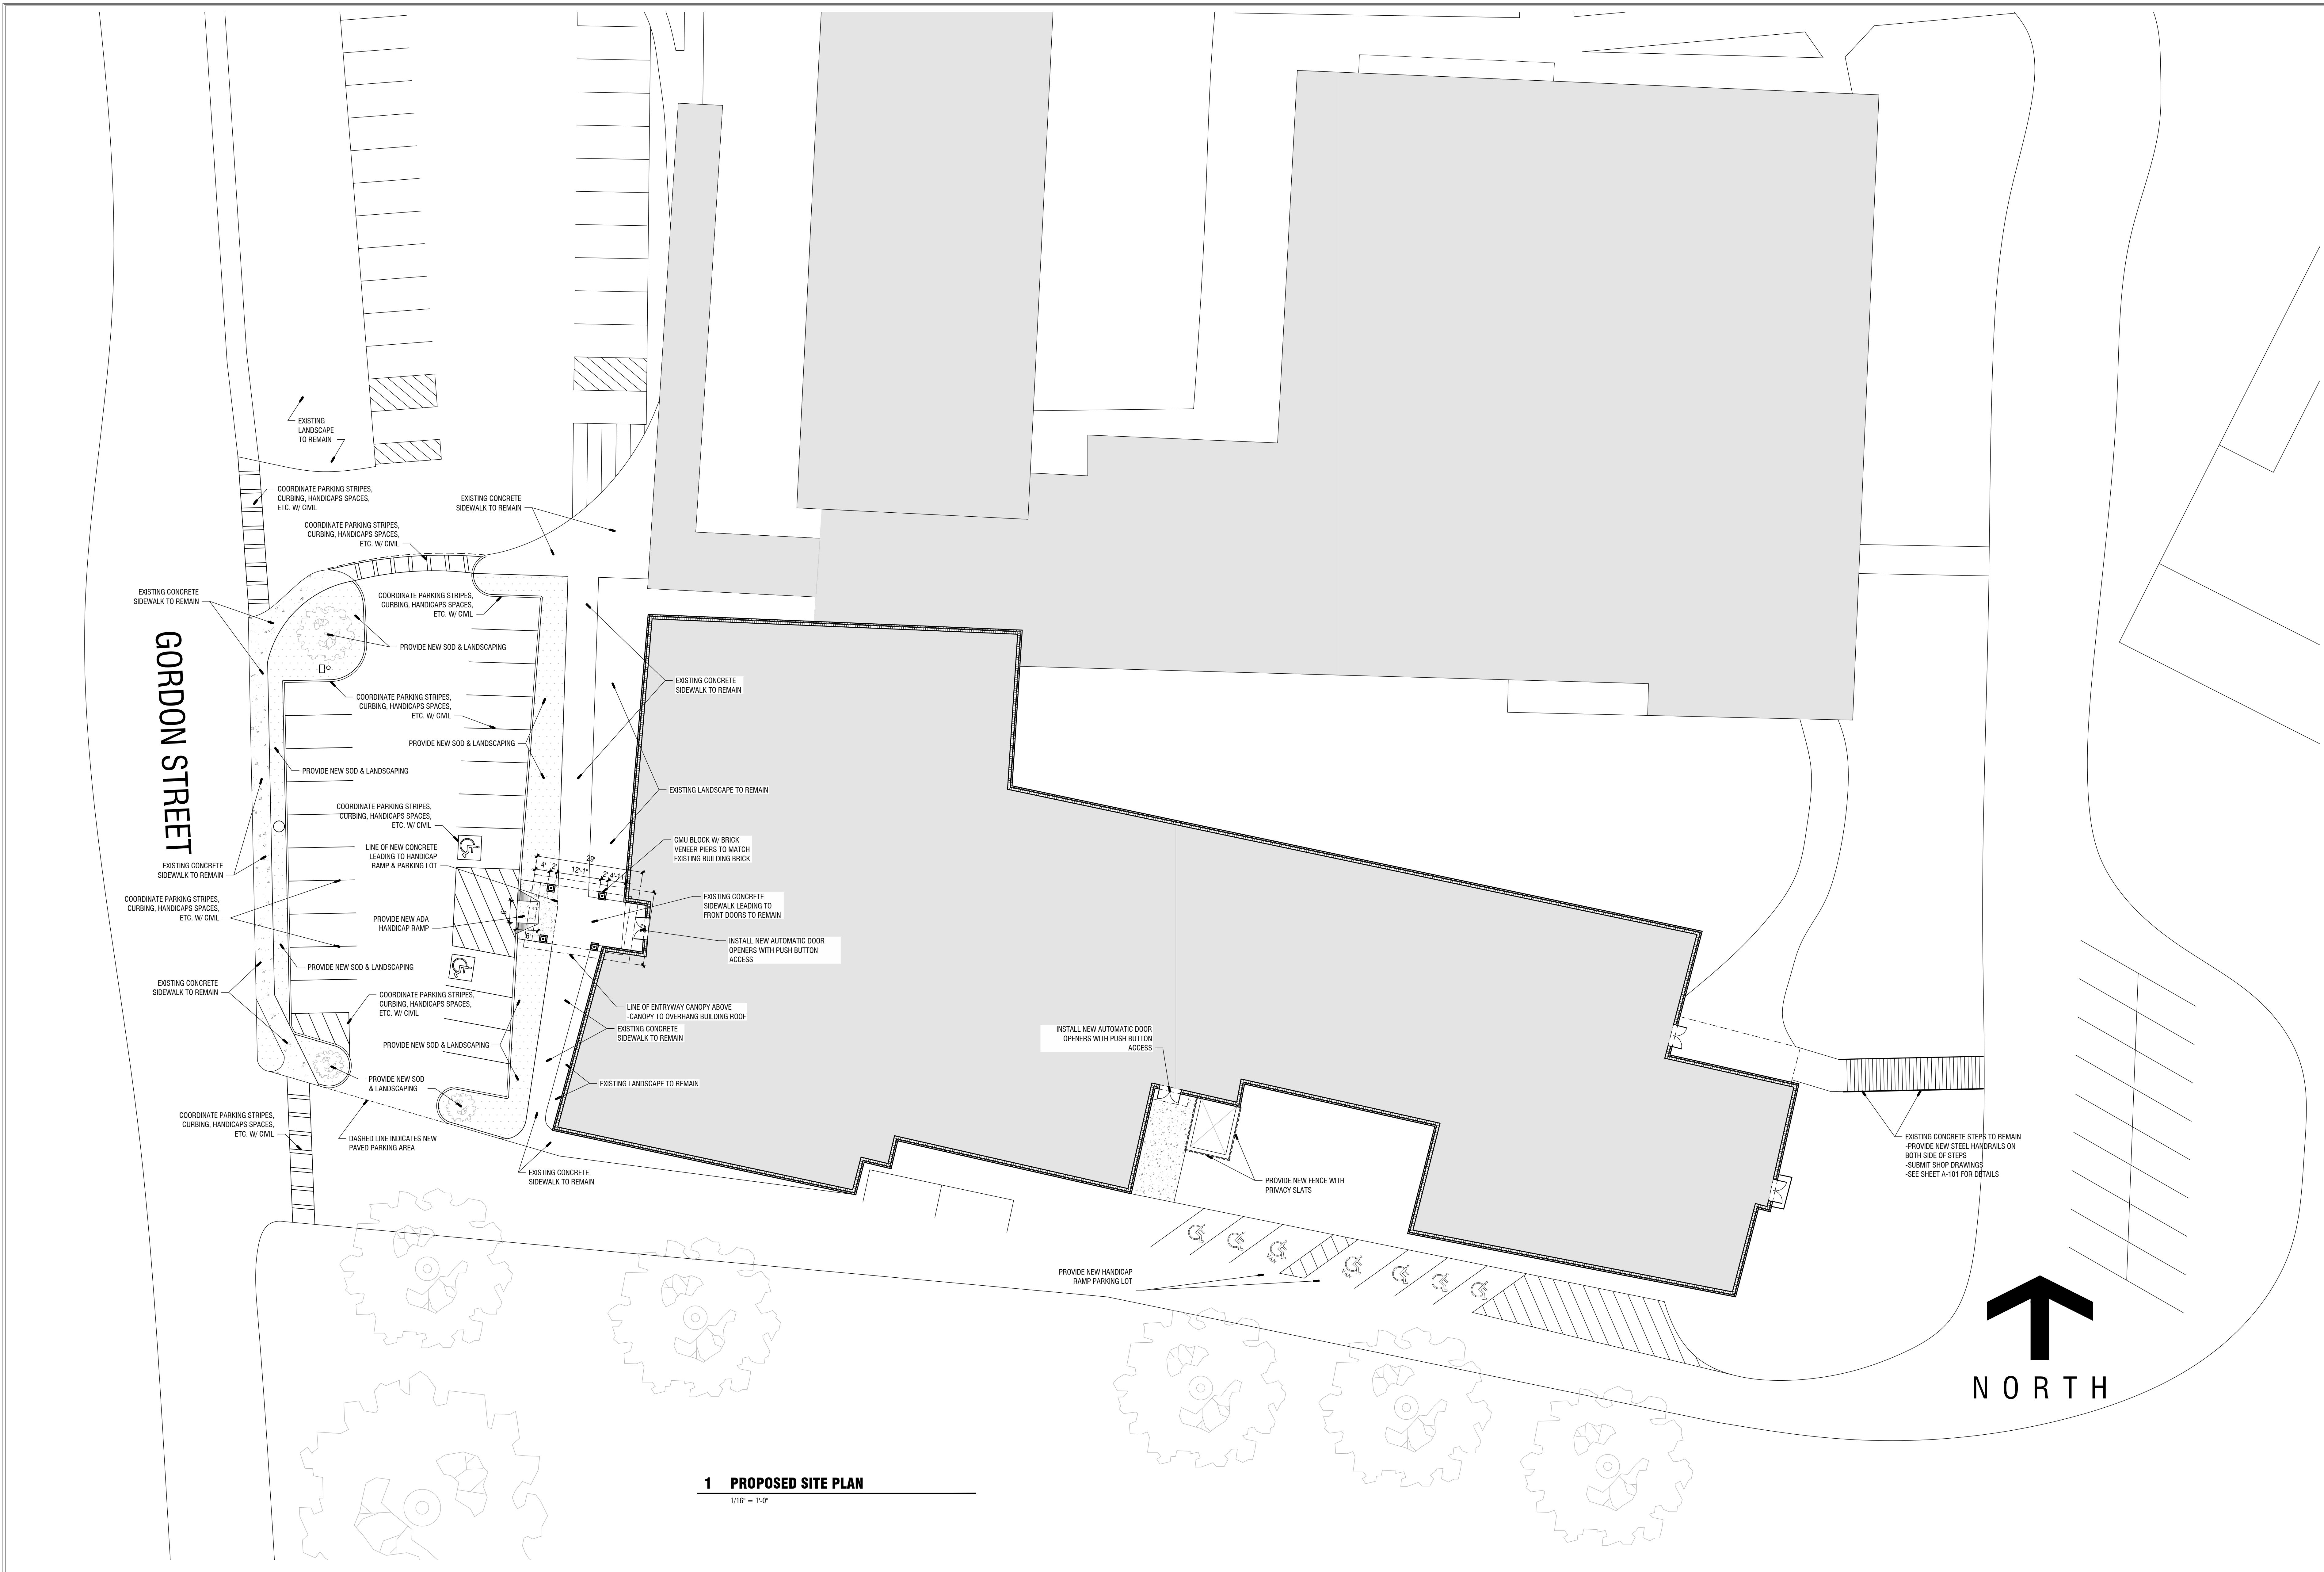 EXISTING
LANDSCAPE
TO REMAIN
COORDINATE PARKING STRIPES,
CURBING, HANDICAPS SPACES,
ETC. W/ CIVIL
EXISTING CONCRETE
SIDEWALK TO REMAIN
COORDINATE PARKING STRIPES,
CURBING, HANDICAPS SPACES,
ETC. W/ CIVIL
EXISTING CONCRETE
SIDEWALK TO REMAIN
COORDINATE PARKING STRIPES,
CURBING, HANDICAPS SPACES,
ETC. W/ CIVIL
GORDON STREET
PROVIDE NEW SOD & LANDSCAPING
EXISTING CONCRETE
SIDEWALK TO REMAIN
COORDINATE PARKING STRIPES,
CURBING, HANDICAPS SPACES,
ETC. W/ CIVIL
PROVIDE NEW SOD & LANDSCAPING
PROVIDE NEW SOD & LANDSCAPING
EXISTING LANDSCAPE TO REMAIN
COORDINATE PARKING STRIPES,
CURBING, HANDICAPS SPACES,
ETC. W/ CIVIL
CMU BLOCK W/ BRICK
VENEER PIERS TO MATCH
EXISTING BUILDING BRICK
LINE OF NEW CONCRETE
LEADING TO HANDICAP
RAMP & PARKING LOT
29'
4'
2'
12'-1"
2'
4'-11"
EXISTING CONCRETE
SIDEWALK TO REMAIN
COORDINATE PARKING STRIPES,
CURBING, HANDICAPS SPACES,
ETC. W/ CIVIL
EXISTING CONCRETE
SIDEWALK LEADING TO
FRONT DOORS TO REMAIN
PROVIDE NEW ADA
HANDICAP RAMP
6'
INSTALL NEW AUTOMATIC DOOR
OPENERS WITH PUSH BUTTON
ACCESS
PROVIDE NEW SOD & LANDSCAPING
EXISTING CONCRETE
SIDEWALK TO REMAIN
COORDINATE PARKING STRIPES,
CURBING, HANDICAPS SPACES,
ETC. W/ CIVIL
LINE OF ENTRYWAY CANOPY ABOVE
-CANOPY TO OVERHANG BUILDING ROOF
EXISTING CONCRETE
SIDEWALK TO REMAIN
INSTALL NEW AUTOMATIC DOOR
OPENERS WITH PUSH BUTTON
ACCESS
PROVIDE NEW SOD & LANDSCAPING
PROVIDE NEW SOD
& LANDSCAPING
EXISTING LANDSCAPE TO REMAIN
COORDINATE PARKING STRIPES,
CURBING, HANDICAPS SPACES,
ETC. W/ CIVIL
DASHED LINE INDICATES NEW
PAVED PARKING AREA
EXISTING CONCRETE
SIDEWALK TO REMAIN
PROVIDE NEW FENCE WITH
PRIVACY SLATS
EXISTING CONCRETE STEPS TO REMAIN
-PROVIDE NEW STEEL HANDRAILS ON
BOTH SIDE OF STEPS
-SUBMIT SHOP DRAWINGS
-SEE SHEET A-101 FOR DETAILS
VAN
VAN
PROVIDE NEW HANDICAP
RAMP PARKING LOT
NORTH
1 PROPOSED SITE PLAN
1/16" = 1'-0"